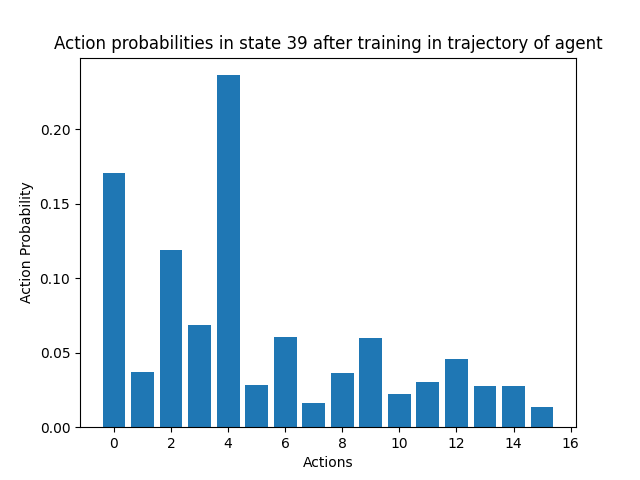 Action probabilities in state 39 after training in trajectory of agent
0.20
0.15
0.10
0.05
0.00
Action Probability
0 2 4 6 8 10 12 14 16
Actions